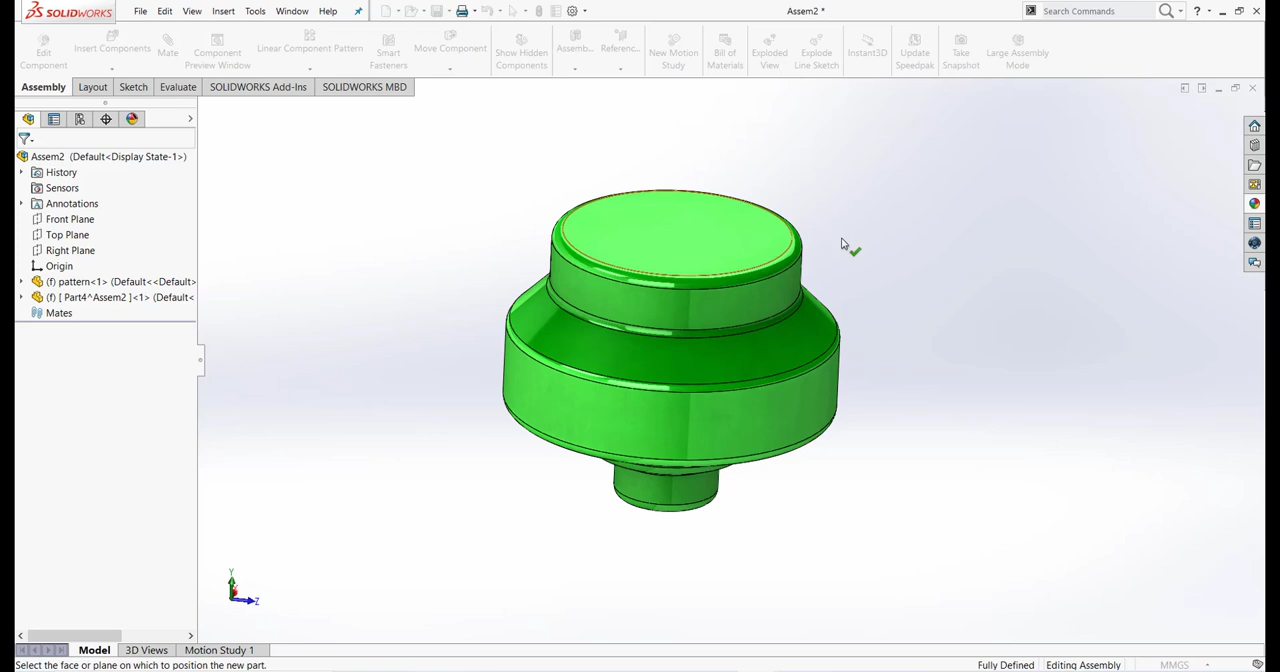 SOLIDWORKS File Edit View Insert Tools Window Help Assem2 * Search Commands ?
Edit Component
Insert Components
Mate
Component Preview Window
Linear Component Pattern
Smart Fasteners
Move Component
Show Hidden Components
Assemb...
Referenc...
New Motion Study
Bill of Materials
Exploded View
Explode Line Sketch
Instant3D
Update Speedpak
Take Snapshot
Large Assembly Mode
Assembly Layout Sketch Evaluate SOLIDWORKS Add-Ins SOLIDWORKS MBD
Assem2 (Default<Display State-1>)
History
Sensors
Annotations
Front Plane
Top Plane
Right Plane
Origin
(f) pattern<1> (Default<<Default>
(f) [ Part4^Assem2 ]<1> (Default<
Mates
Y
Z
Model 3D Views Motion Study 1
Select the face or plane on which to position the new part. Fully Defined Editing Assembly MMGS